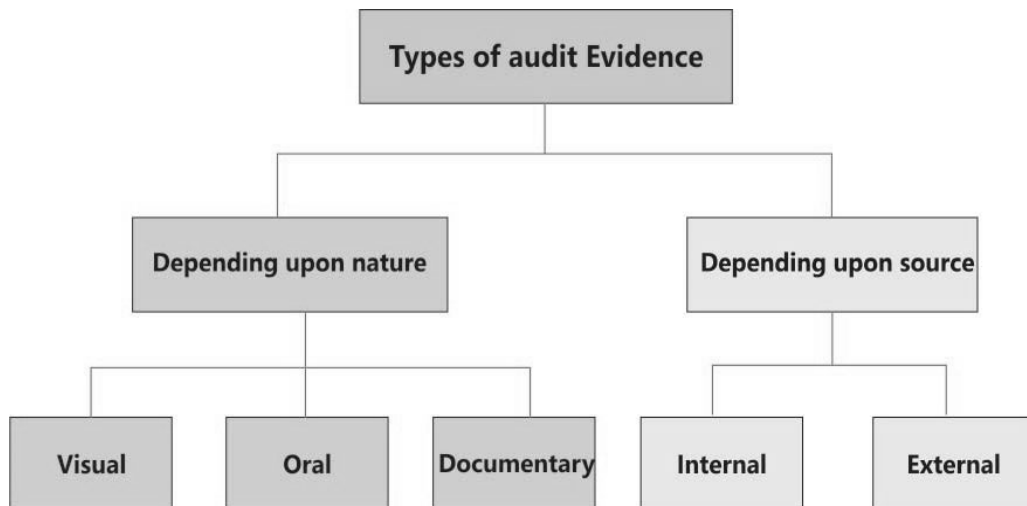 Types of audit Evidence
Depending upon nature
Depending upon source
Visual
Oral
Documentary
Internal
External